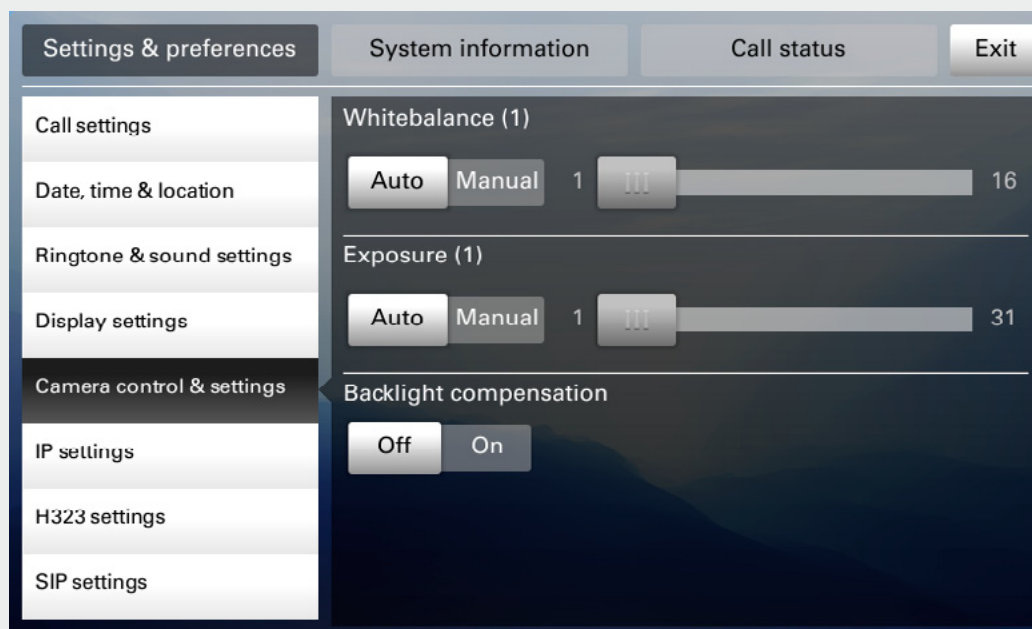 Settings & preferences
System information
Call status
Exit
Call settings
Date, time & location
Ringtone & sound settings
Display settings
Camera control & settings
IP settings
H323 settings
SIP settings
Whitebalance (1)
Auto Manual 1 16
Exposure (1)
Auto Manual 1 31
Backlight compensation
Off On